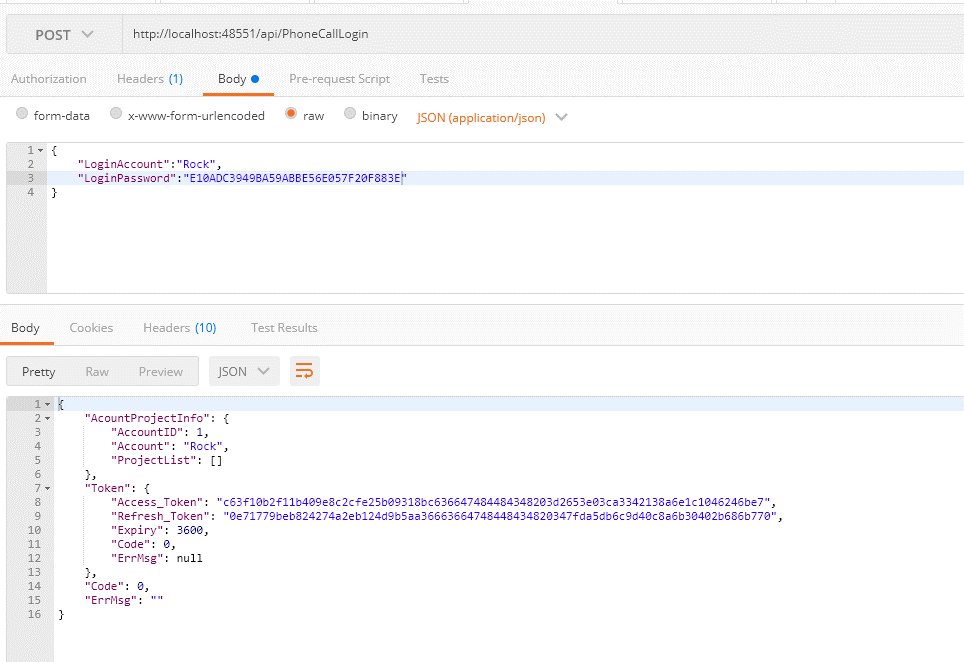 POST
http://localhost:48551/api/PhoneCallLogin
Authorization Headers (1) Body Pre-request Script Tests
form-data x-www-form-urlencoded raw binary JSON (application/json)
1 {
2 "LoginAccount":"Rock",
3 "LoginPassword":"E10ADC3949BA59ABBE56E057F20F883E"
4 }
Body Cookies Headers (10) Test Results
Pretty Raw Preview JSON
1 {
2 "AcountProjectInfo": {
3 "AccountID": 1,
4 "Account": "Rock",
5 "ProjectList": []
6 },
7 "Token": {
8 "Access_Token": "c63f10b2f11b409e8c2cfe25b09318bc636647484484348203d2653e03ca3342138a6e1c1046246be7",
9 "Refresh_Token": "0e71779beb824274a2eb124d9b5aa36663664748448434820347fda5db6c9d40c8a6b30402b686b770",
10 "Expiry": 3600,
11 "Code": 0,
12 "ErrMsg": null
13 },
14 "Code": 0,
15 "ErrMsg": ""
16 }